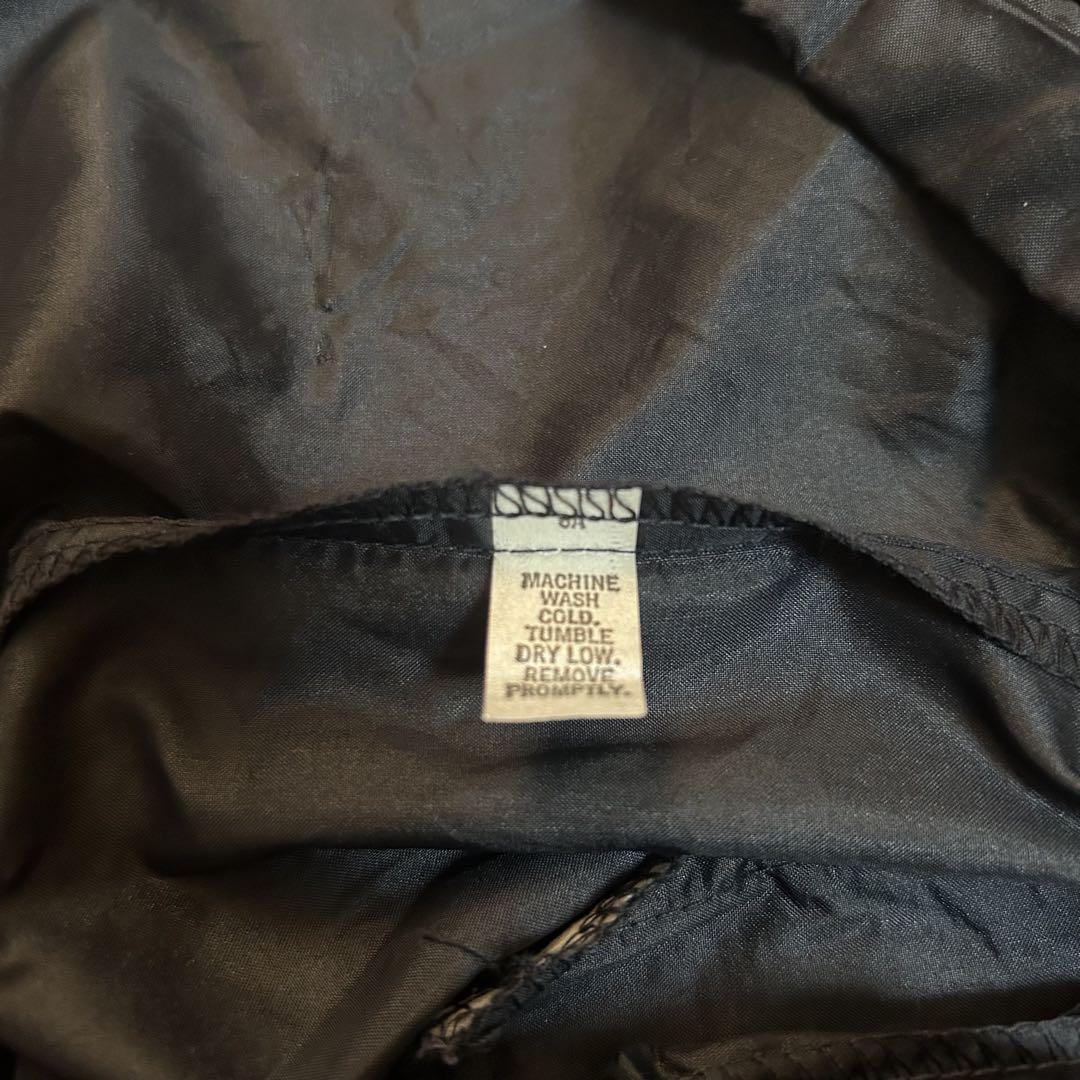 MACHINE
WASH
COLD.
TUMBLE
DRY LOW.
REMOVE
PROMPTLY.